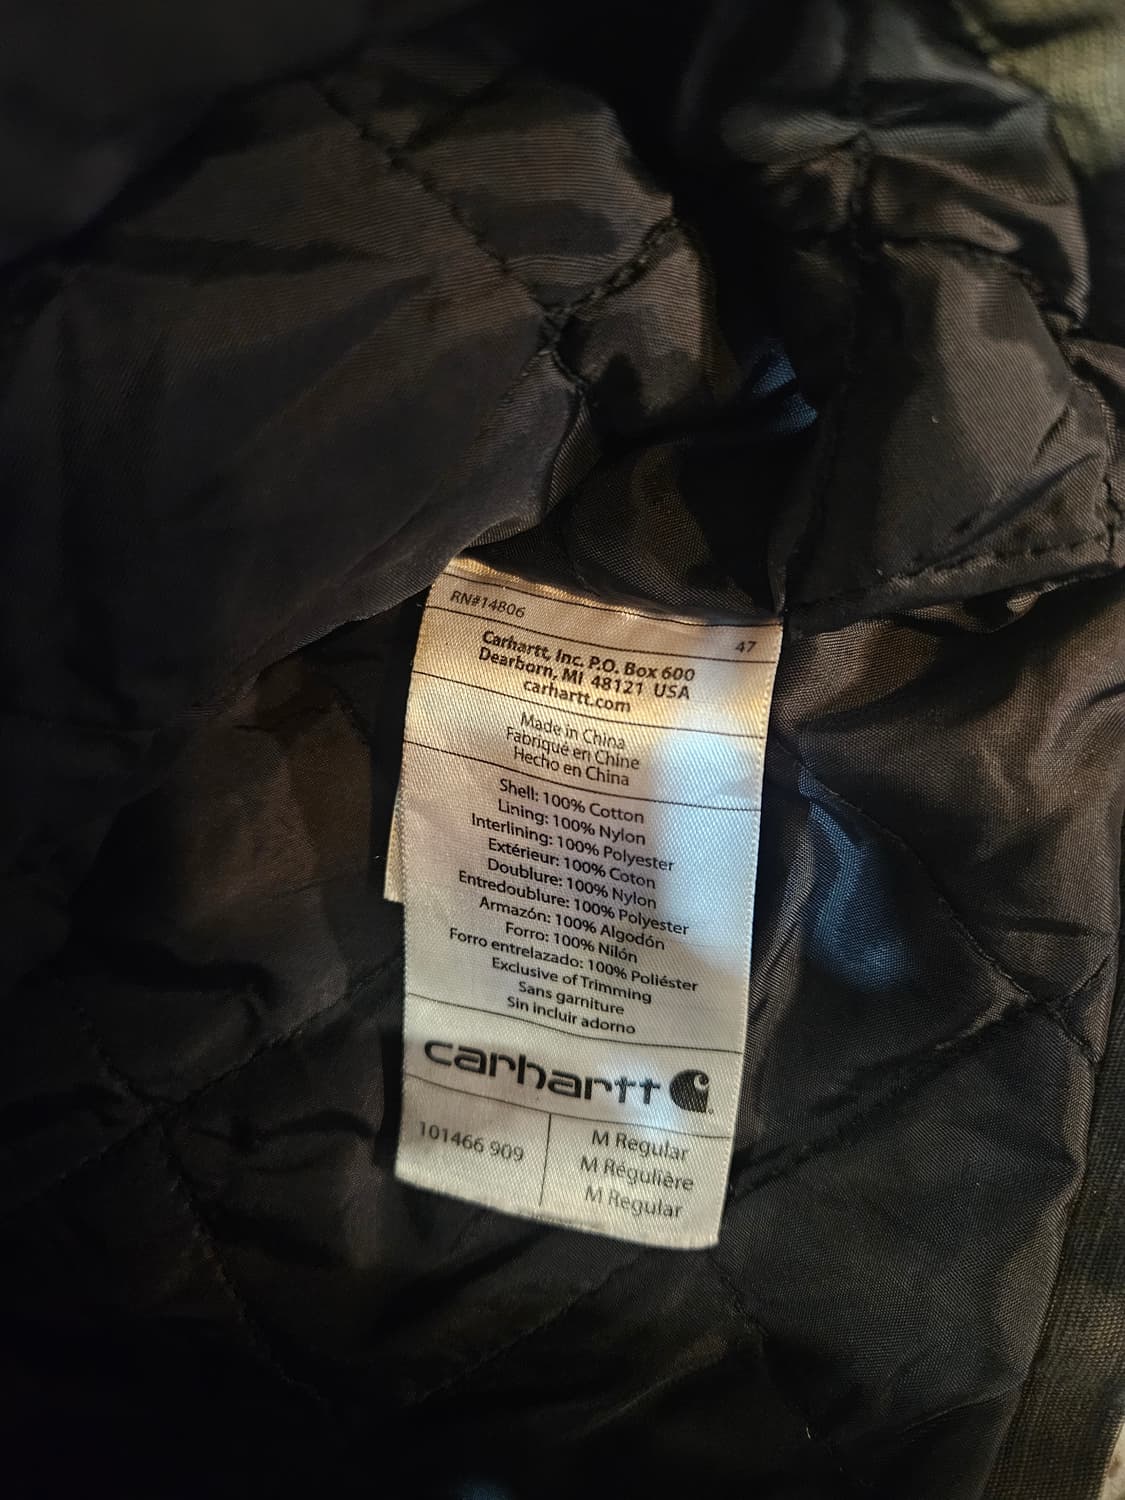 RN#14806
47
Carhartt, Inc. P.O. Box 600
Dearborn, MI 48121 USA
carhartt.com
Made in China
Fabriqué en Chine
Hecho en China
Shell: 100% Cotton
Lining: 100% Nylon
Interlining: 100% Polyester
Extérieur: 100% Coton
Doublure: 100% Nylon
Entredoublure: 100% Polyester
Armazón: 100% Algodón
Forro: 100% Nilón
Forro entrelazado: 100% Poliéster
Exclusive of Trimming
Sans garniture
Sin incluir adorno
carhartt
101466 909
M Regular
M Régulière
M Regular